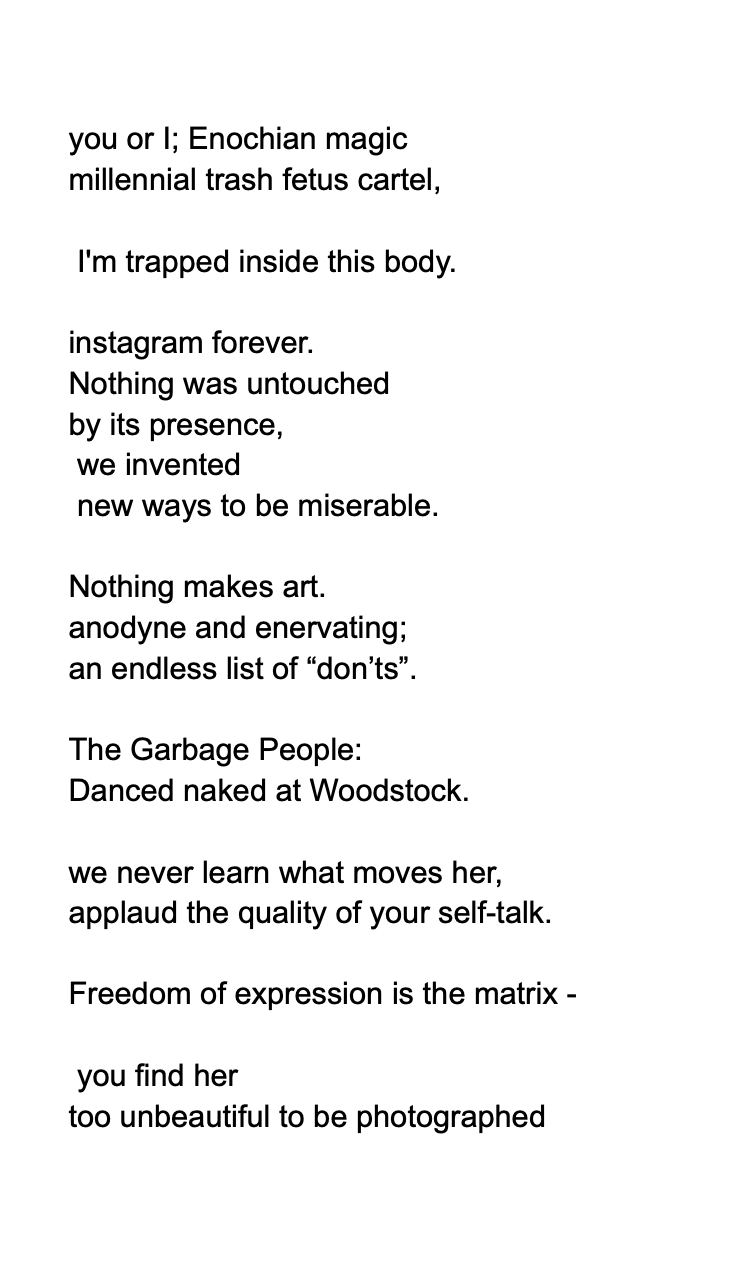 you or I; Enochian magic
millennial trash fetus cartel,
I'm trapped inside this body.
instagram forever.
Nothing was untouched
by its presence,
we invented
new ways to be miserable.
Nothing makes art.
anodyne and enervating;
an endless list of “don’ts”.
The Garbage People:
Danced naked at Woodstock.
we never learn what moves her,
applaud the quality of your self-talk.
Freedom of expression is the matrix -
you find her
too unbeautiful to be photographed